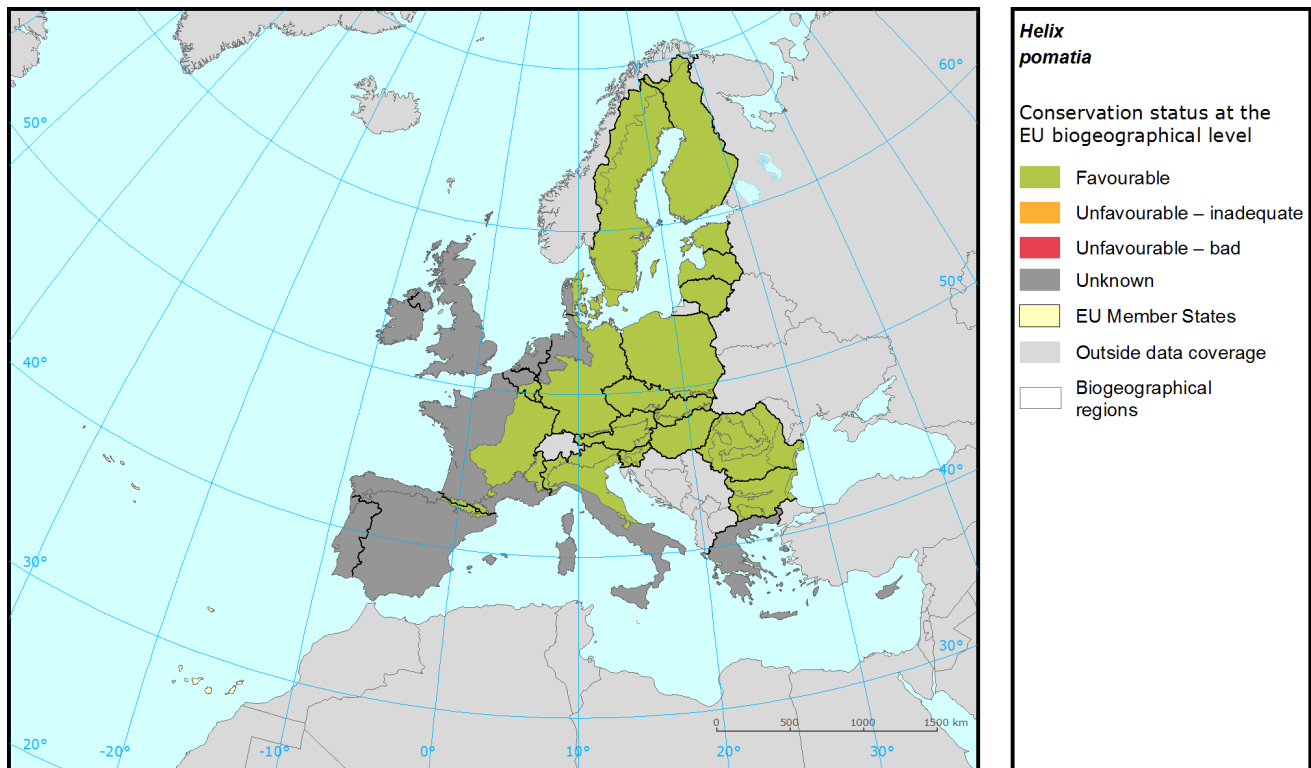 60°
50°
50°
40°
40°
30°
30°
0 500 1000 1500 km
20° -20° -10° 0° 10° 20° 30°
Helix
pomatia
Conservation status at the
EU biogeographical level
Favourable
Unfavourable – inadequate
Unfavourable – bad
Unknown
EU Member States
Outside data coverage
Biogeographical
regions